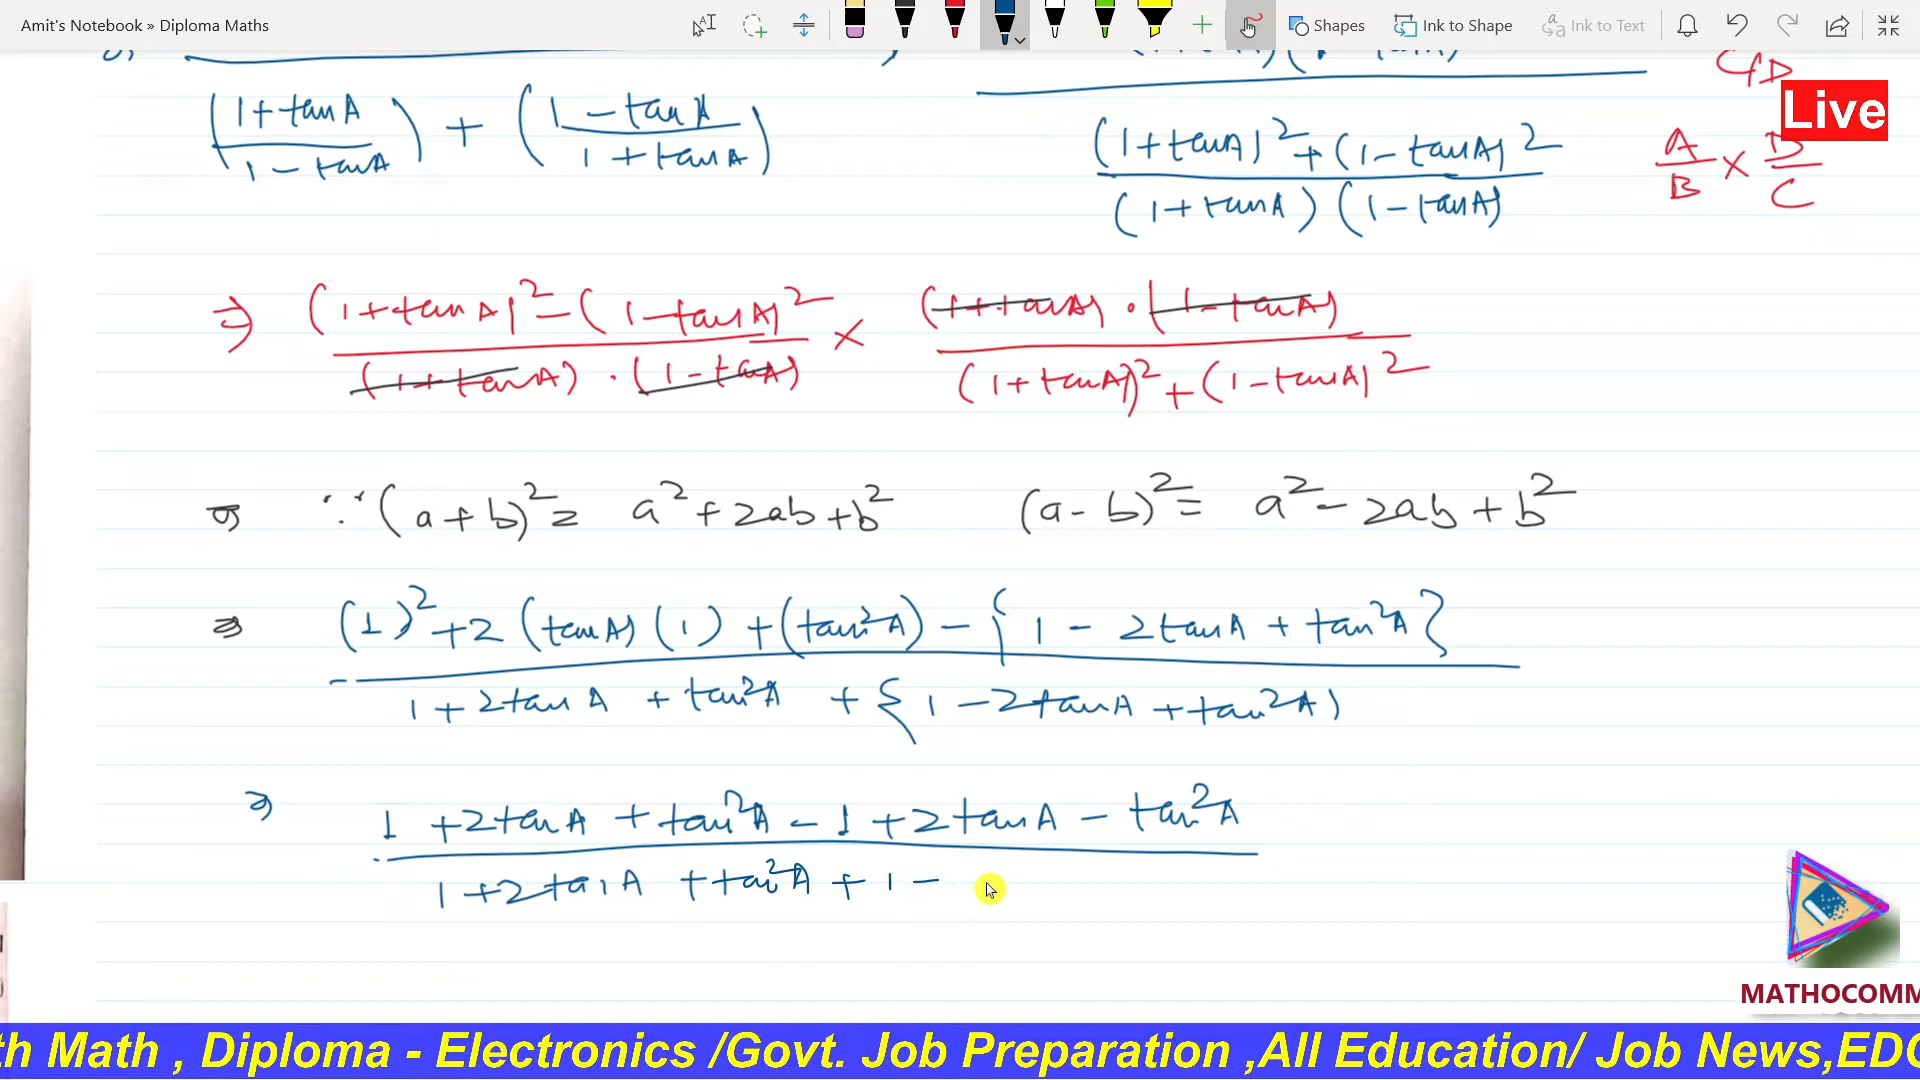 Amit's Notebook » Diploma Maths
Shapes
Ink to Shape
Ink to Text
CD
Live
(1+tanA / 1-tanA) + (1-tanA / 1+tanA)
(1+tanA)²+(1-tanA)² / (1+tanA)(1-tanA)
A/B × D/C
⇒ (1+tanA)²-(1-tanA)² / (1+tanA)·(1-tanA) × (1+tanA)·(1-tanA) / (1+tanA)²+(1-tanA)²
∵ (a+b)² = a²+2ab+b² (a-b)² = a²-2ab+b²
⇒ (1)²+2(tanA)(1)+(tan²A)-{1-2tanA+tan²A}
1+2tanA+tan²A+{1-2tanA+tan²A)
⇒ 1+2tanA+tan²A-1+2tanA-tan²A
1+2tanA+tan²A+1-
MATHOCOMM
th Math , Diploma - Electronics /Govt. Job Preparation ,All Education/ Job News,EDC